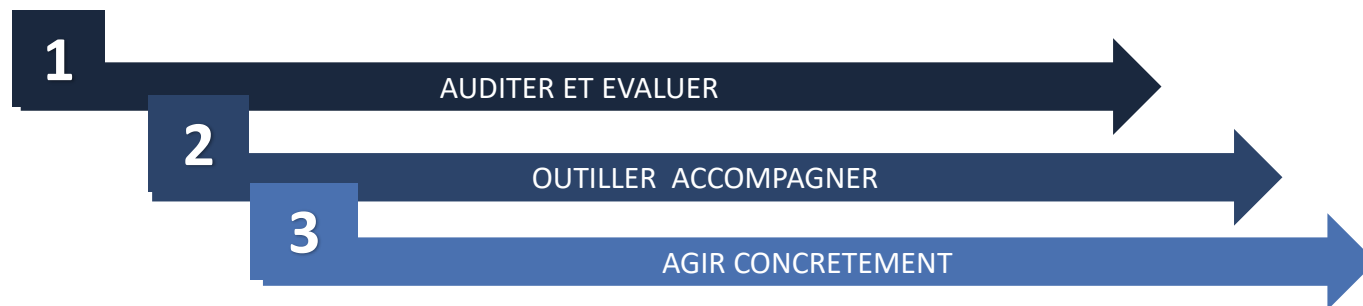 1
AUDITER ET EVALUER
2
OUTILLER ACCOMPAGNER
3
AGIR CONCRETEMENT